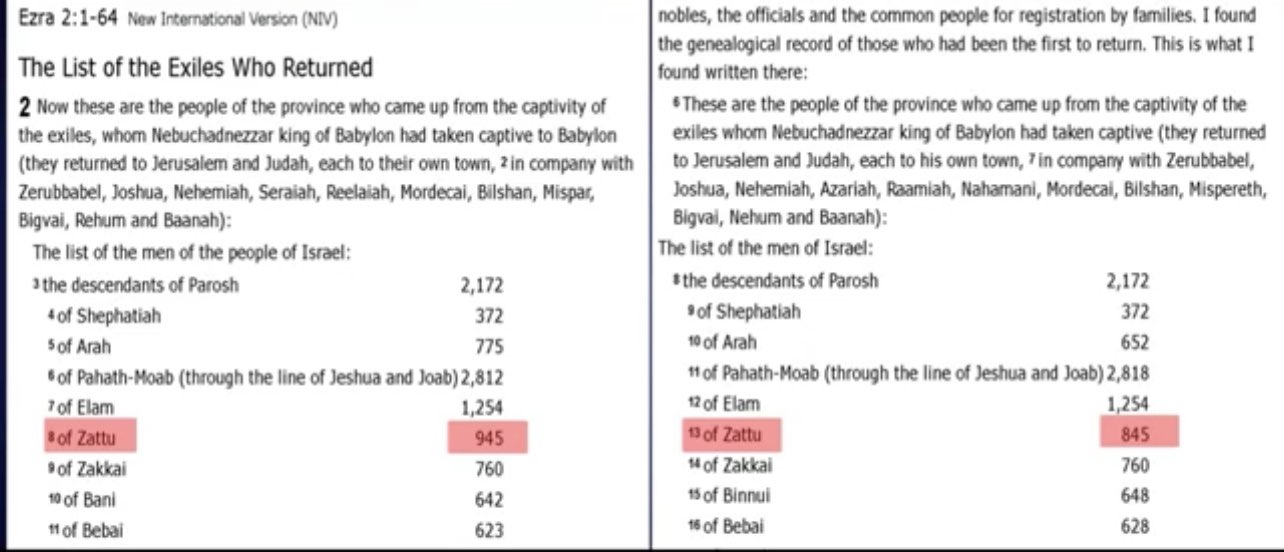 Ezra 2:1-64 New International Version (NIV)
The List of the Exiles Who Returned
2 Now these are the people of the province who came up from the captivity of
the exiles, whom Nebuchadnezzar king of Babylon had taken captive to Babylon
(they returned to Jerusalem and Judah, each to their own town, 2 in company with
Zerubbabel, Joshua, Nehemiah, Seraiah, Reelaiah, Mordecai, Bilshan, Mispar,
Bigvai, Rehum and Baanah):
The list of the men of the people of Israel:
3 the descendants of Parosh 2,172
4 of Shephatiah 372
5 of Arah 775
6 of Pahath-Moab (through the line of Jeshua and Joab) 2,812
7 of Elam 1,254
8 of Zattu 945
9 of Zakkai 760
10 of Bani 642
11 of Bebai 623
nobles, the officials and the common people for registration by families. I found
the genealogical record of those who had been the first to return. This is what I
found written there:
6 These are the people of the province who came up from the captivity of the
exiles whom Nebuchadnezzar king of Babylon had taken captive (they returned
to Jerusalem and Judah, each to his own town, 7 in company with Zerubbabel,
Joshua, Nehemiah, Azariah, Raamiah, Nahamani, Mordecai, Bilshan, Mispereth,
Bigvai, Nehum and Baanah):
The list of the men of Israel:
8 the descendants of Parosh 2,172
9 of Shephatiah 372
10 of Arah 652
11 of Pahath-Moab (through the line of Jeshua and Joab) 2,818
12 of Elam 1,254
13 of Zattu 845
14 of Zakkai 760
15 of Binnui 648
16 of Bebai 628